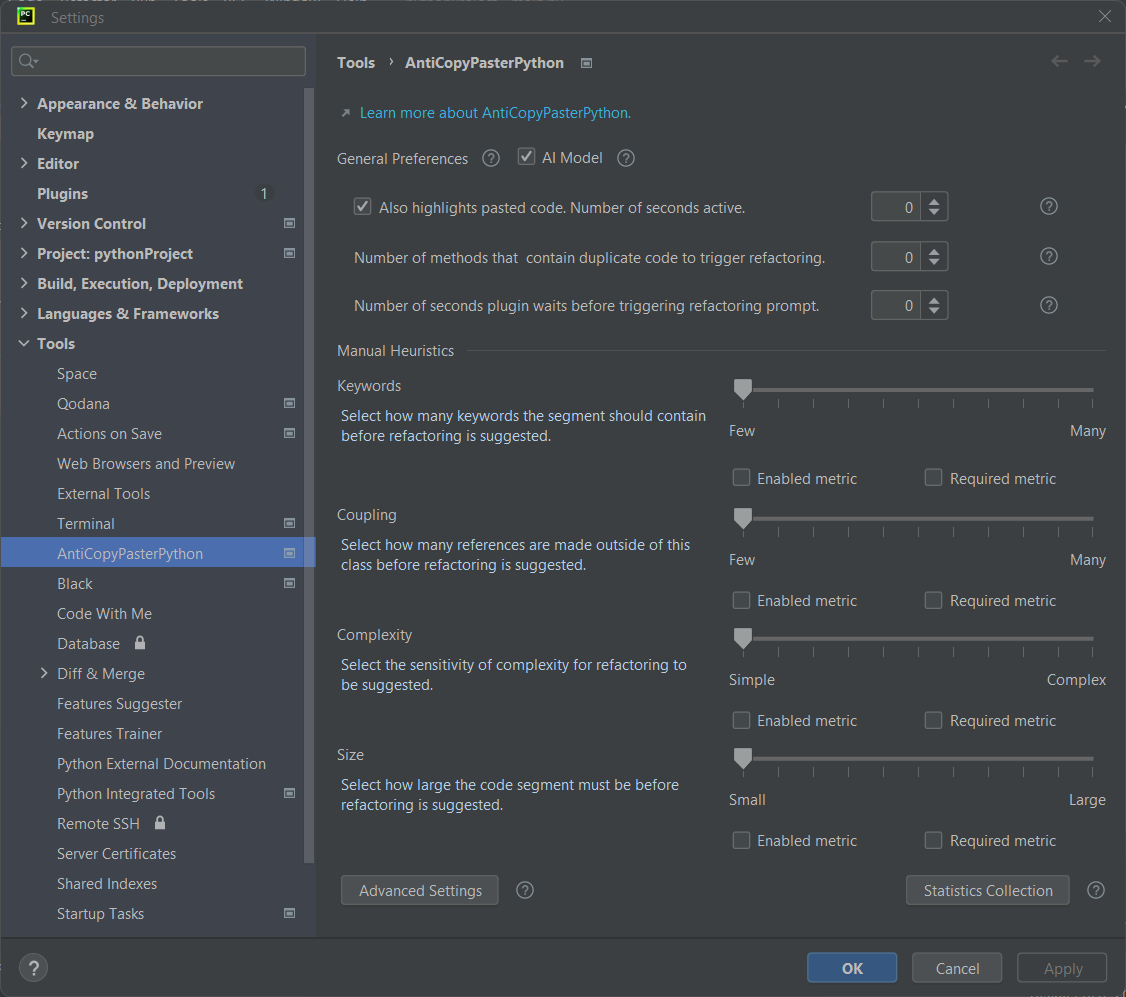 PC
Settings
Appearance & Behavior
Keymap
Editor
Plugins 1
Version Control
Project: pythonProject
Build, Execution, Deployment
Languages & Frameworks
Tools
Space
Qodana
Actions on Save
Web Browsers and Preview
External Tools
Terminal
AntiCopyPasterPython
Black
Code With Me
Database
Diff & Merge
Features Suggester
Features Trainer
Python External Documentation
Python Integrated Tools
Remote SSH
Server Certificates
Shared Indexes
Startup Tasks
Tools › AntiCopyPasterPython
Learn more about AntiCopyPasterPython.
General Preferences ? AI Model ?
Also highlights pasted code. Number of seconds active. 0 ?
Number of methods that contain duplicate code to trigger refactoring. 0 ?
Number of seconds plugin waits before triggering refactoring prompt. 0 ?
Manual Heuristics
Keywords
Select how many keywords the segment should contain
before refactoring is suggested.
Few Many
Enabled metric Required metric
Coupling
Select how many references are made outside of this
class before refactoring is suggested.
Few Many
Enabled metric Required metric
Complexity
Select the sensitivity of complexity for refactoring to
be suggested.
Simple Complex
Enabled metric Required metric
Size
Select how large the code segment must be before
refactoring is suggested.
Small Large
Enabled metric Required metric
Advanced Settings ? Statistics Collection ?
? OK Cancel Apply